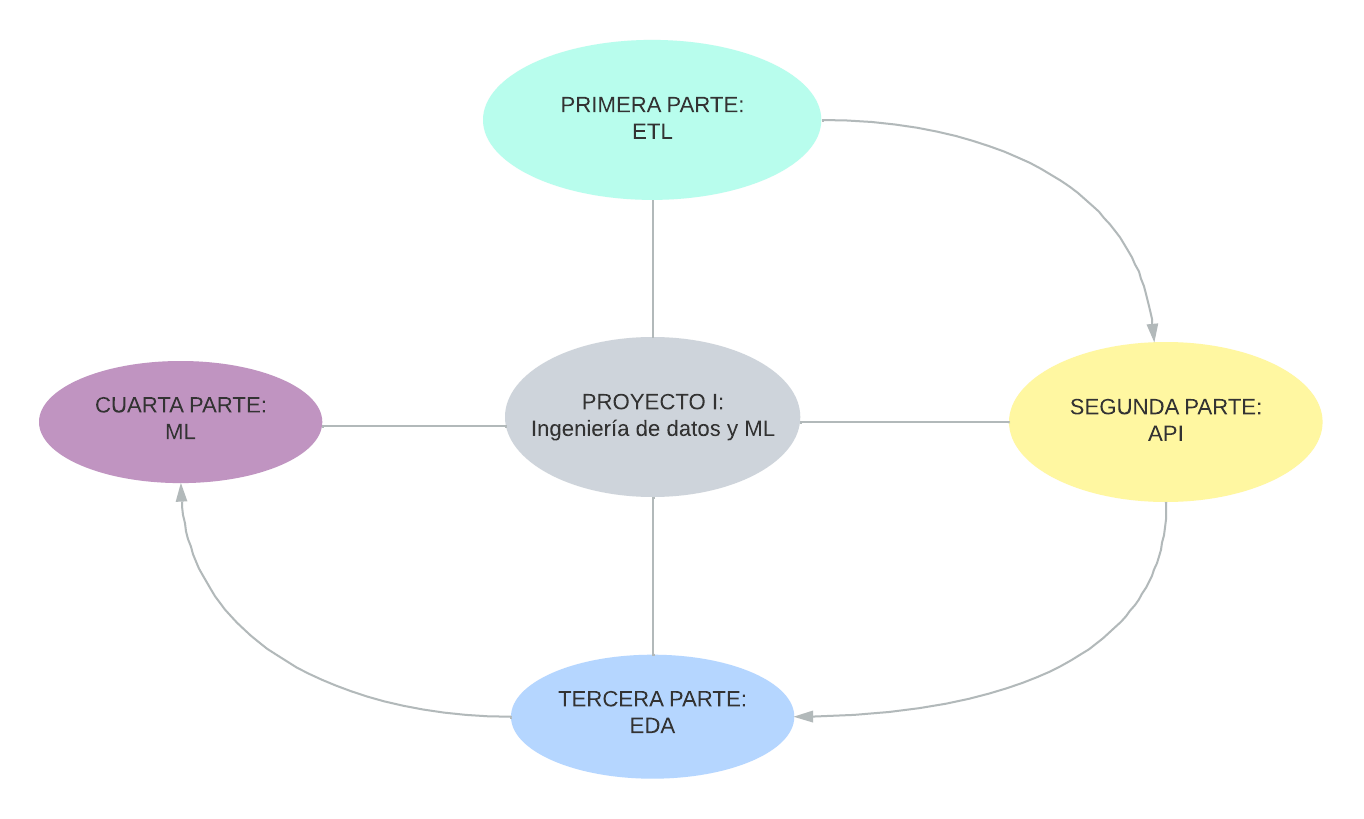 PRIMERA PARTE:
ETL
CUARTA PARTE:
ML
PROYECTO I:
Ingeniería de datos y ML
SEGUNDA PARTE:
API
TERCERA PARTE:
EDA